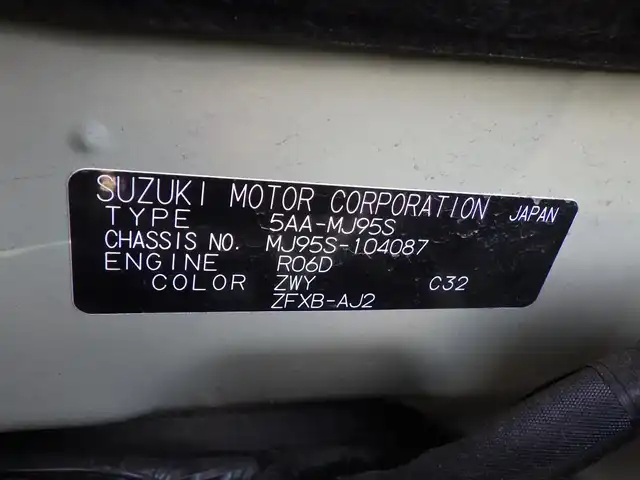 SUZUKI MOTOR CORPORATION JAPAN
TYPE 5AA-MJ95S
CHASSIS NO. MJ95S-104087
ENGINE R06D
COLOR ZWY C32
ZFXB-AJ2